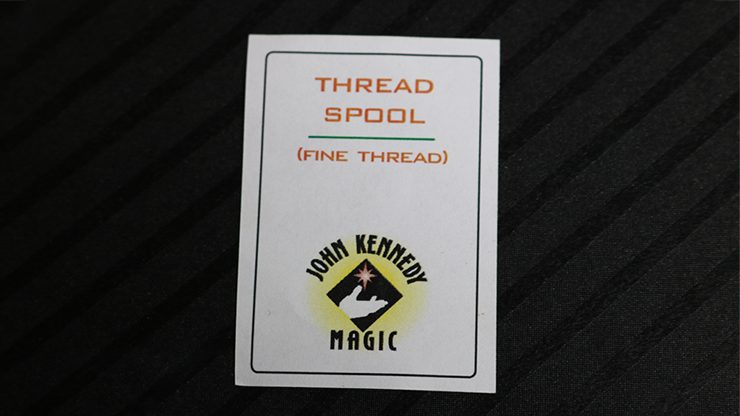 THREAD
SPOOL
(FINE THREAD)
JOHN KENNEDY
MAGIC